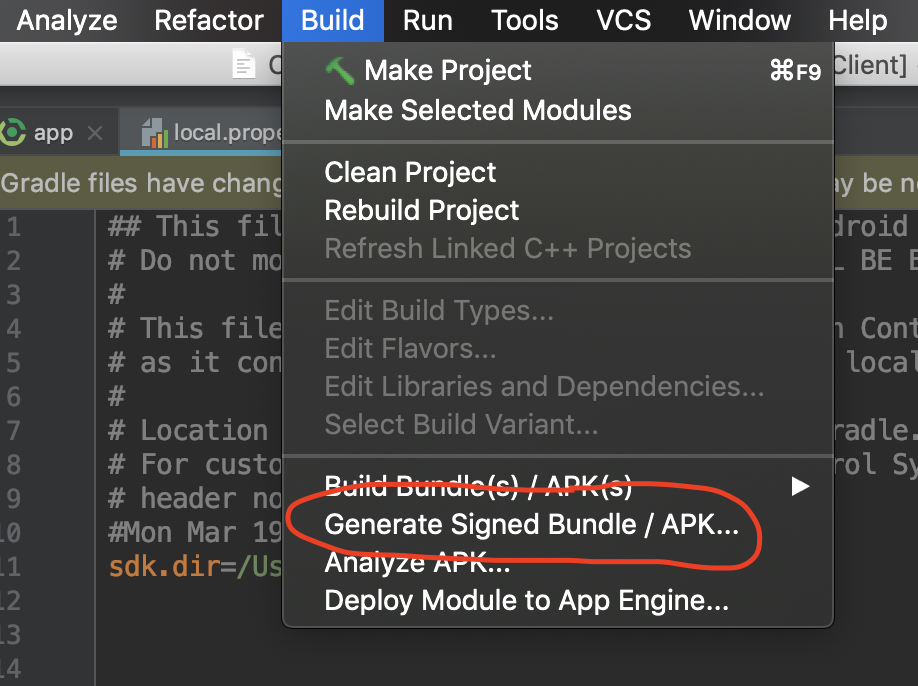 Analyze Refactor Build Run Tools VCS Window Help
Make Project ⌘F9
Client]
Make Selected Modules
app local.prope
Clean Project
Gradle files have chang
Rebuild Project
1 ## This fil droid
Refresh Linked C++ Projects
2 # Do not mo L BE E
3 #
Edit Build Types...
4 # This file n Cont
Edit Flavors...
5 # as it con local
Edit Libraries and Dependencies...
6 #
Select Build Variant...
7 # Location radle.
8 # For custo rol Sy
Build Bundle(s) / APK(s)
9 # header no
Generate Signed Bundle / APK...
10 #Mon Mar 19
Analyze APK...
11 sdk.dir=/Us
Deploy Module to App Engine...
12
13
14